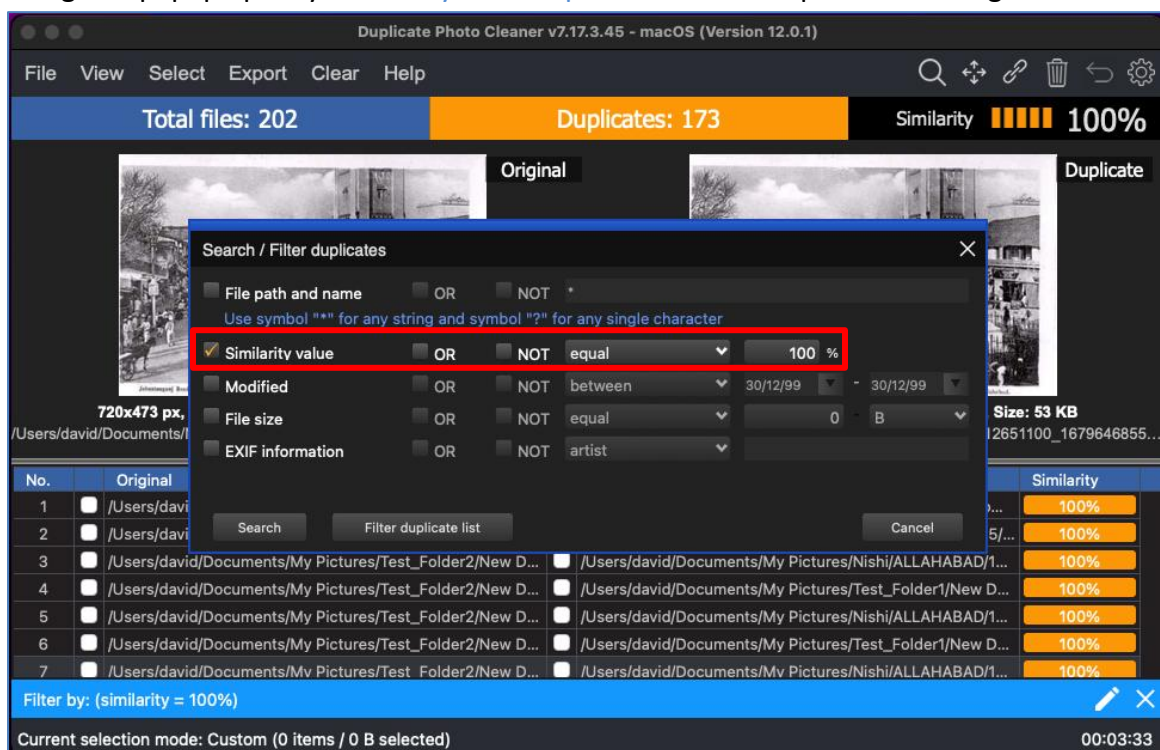 Duplicate Photo Cleaner v7.17.3.45 - macOS (Version 12.0.1)
File View Select Export Clear Help
Total files: 202 Duplicates: 173 Similarity 100%
Original Duplicate
Search / Filter duplicates
File path and name OR NOT *
Use symbol "*" for any string and symbol "?" for any single character
Similarity value OR NOT equal 100 %
Modified OR NOT between 30/12/99 - 30/12/99
File size OR NOT equal 0 - B
EXIF information OR NOT artist
Search Filter duplicate list Cancel
720x473 px, Size: 53 KB
/Users/david/Documents/ 12651100_1679646855...
No. Original Similarity
1 /Users/davi 100%
2 /Users/davi 5/... 100%
3 /Users/david/Documents/My Pictures/Test_Folder2/New D... /Users/david/Documents/My Pictures/Nishi/ALLAHABAD/1... 100%
4 /Users/david/Documents/My Pictures/Test_Folder2/New D... /Users/david/Documents/My Pictures/Test_Folder1/New D... 100%
5 /Users/david/Documents/My Pictures/Test_Folder2/New D... /Users/david/Documents/My Pictures/Nishi/ALLAHABAD/1... 100%
6 /Users/david/Documents/My Pictures/Test_Folder2/New D... /Users/david/Documents/My Pictures/Test_Folder1/New D... 100%
7 /Users/david/Documents/My Pictures/Test_Folder2/New D... /Users/david/Documents/My Pictures/Nishi/ALLAHABAD/1... 100%
Filter by: (similarity = 100%)
Current selection mode: Custom (0 items / 0 B selected) 00:03:33